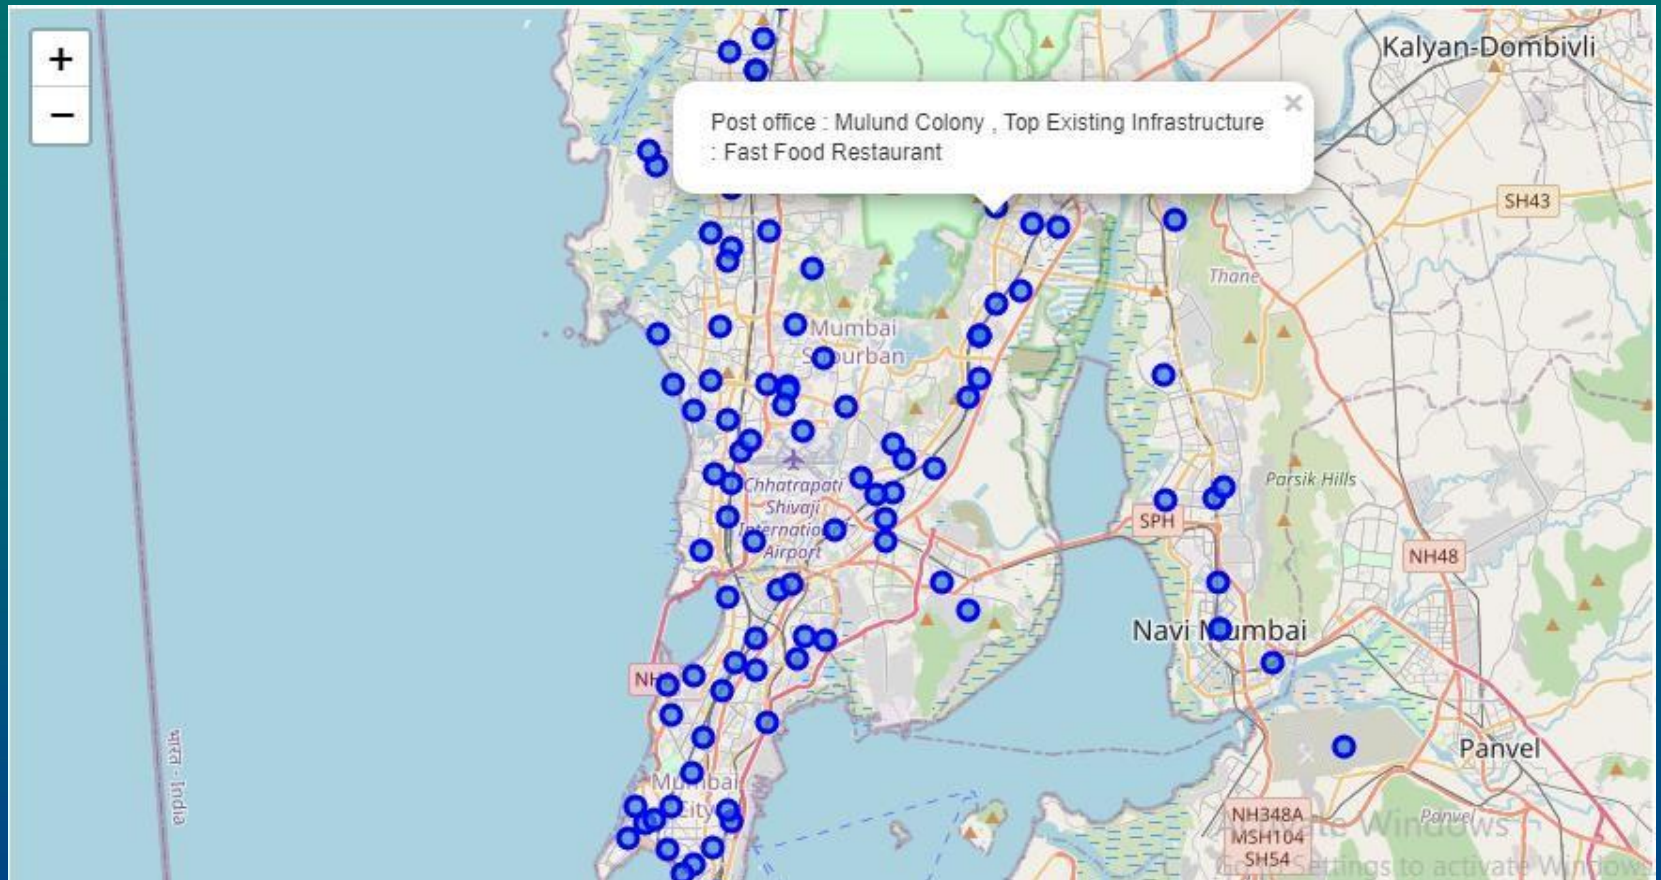 +
−
Kalyan-Dombivli
×
Post office : Mulund Colony , Top Existing Infrastructure
: Fast Food Restaurant
SH43
Thane
Mumbai
Suburban
Parsik Hills
Chhatrapati
Shivaji
Airport
SPH
NH48
Navi Mumbai
Panvel
Mumbai
City
भारत - India
NH348A
MSH104
SH54
Panvel
Activate Windows
Go to Settings to activate Windows.